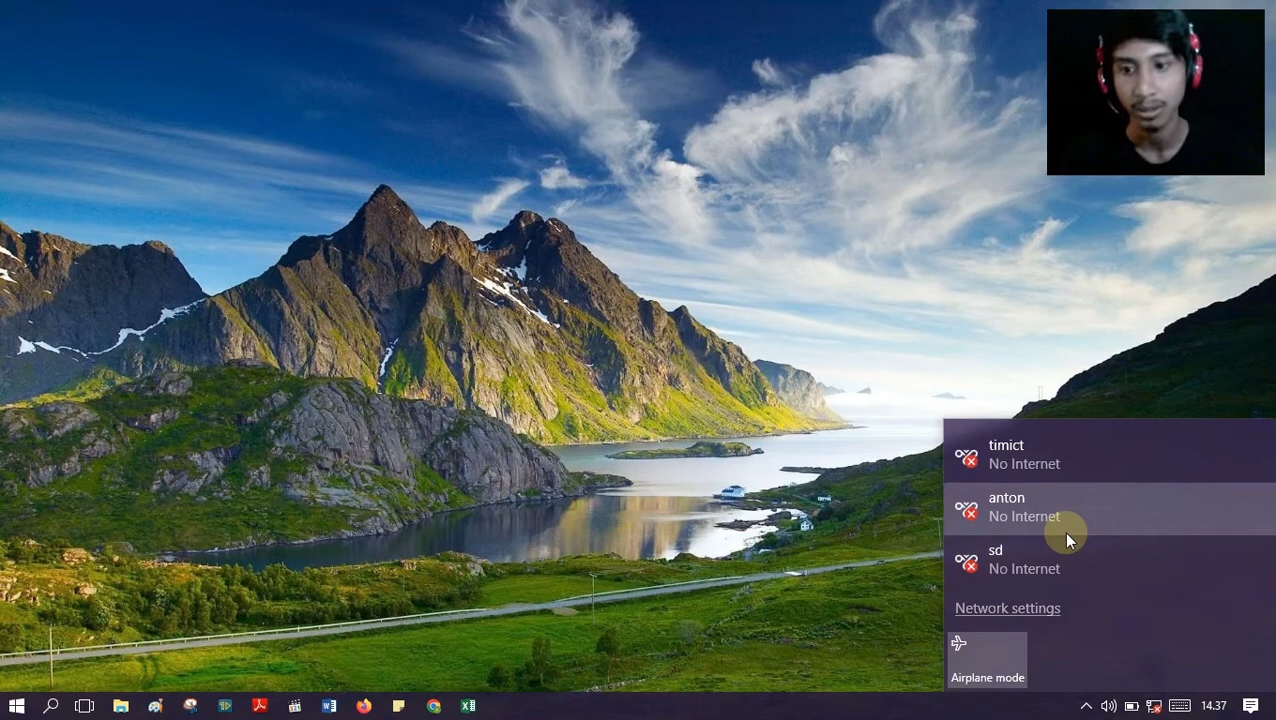 timict
No Internet
anton
No Internet
sd
No Internet
Network settings
Airplane mode
14.37